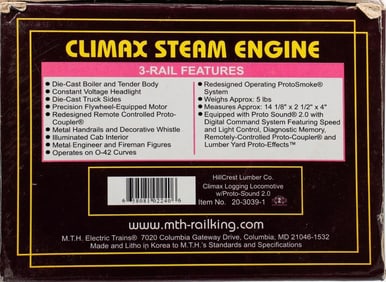 CLIMAX STEAM ENGINE
3-RAIL FEATURES
• Die-Cast Boiler and Tender Body
• Constant Voltage Headlight
• Die-Cast Truck Sides
• Precision Flywheel-Equipped Motor
• Redesigned Remote Controlled Proto-
Coupler®
• Metal Handrails and Decorative Whistle
• Illuminated Cab Interior
• Metal Engineer and Fireman Figures
• Operates on O-42 Curves
• Redesigned Operating ProtoSmoke®
System
• Weighs Approx: 5 lbs
• Measures Approx: 14 1/8" x 2 1/2" x 4"
• Equipped with Proto Sound® 2.0 with
Digital Command System Featuring Speed
and Light Control, Diagnostic Memory,
Remotely-Controlled Proto-Coupler® and
Lumber Yard Proto-Effects™
HillCrest Lumber Co.
Climax Logging Locomotive
w/Proto-Sound 2.0
Item No. 20-3039-1
www.mth-railking.com
M.T.H. Electric Trains® 7020 Columbia Gateway Drive, Columbia, MD 21046-1532
Made and Litho in Korea to M.T.H.'s Standards and Specifications